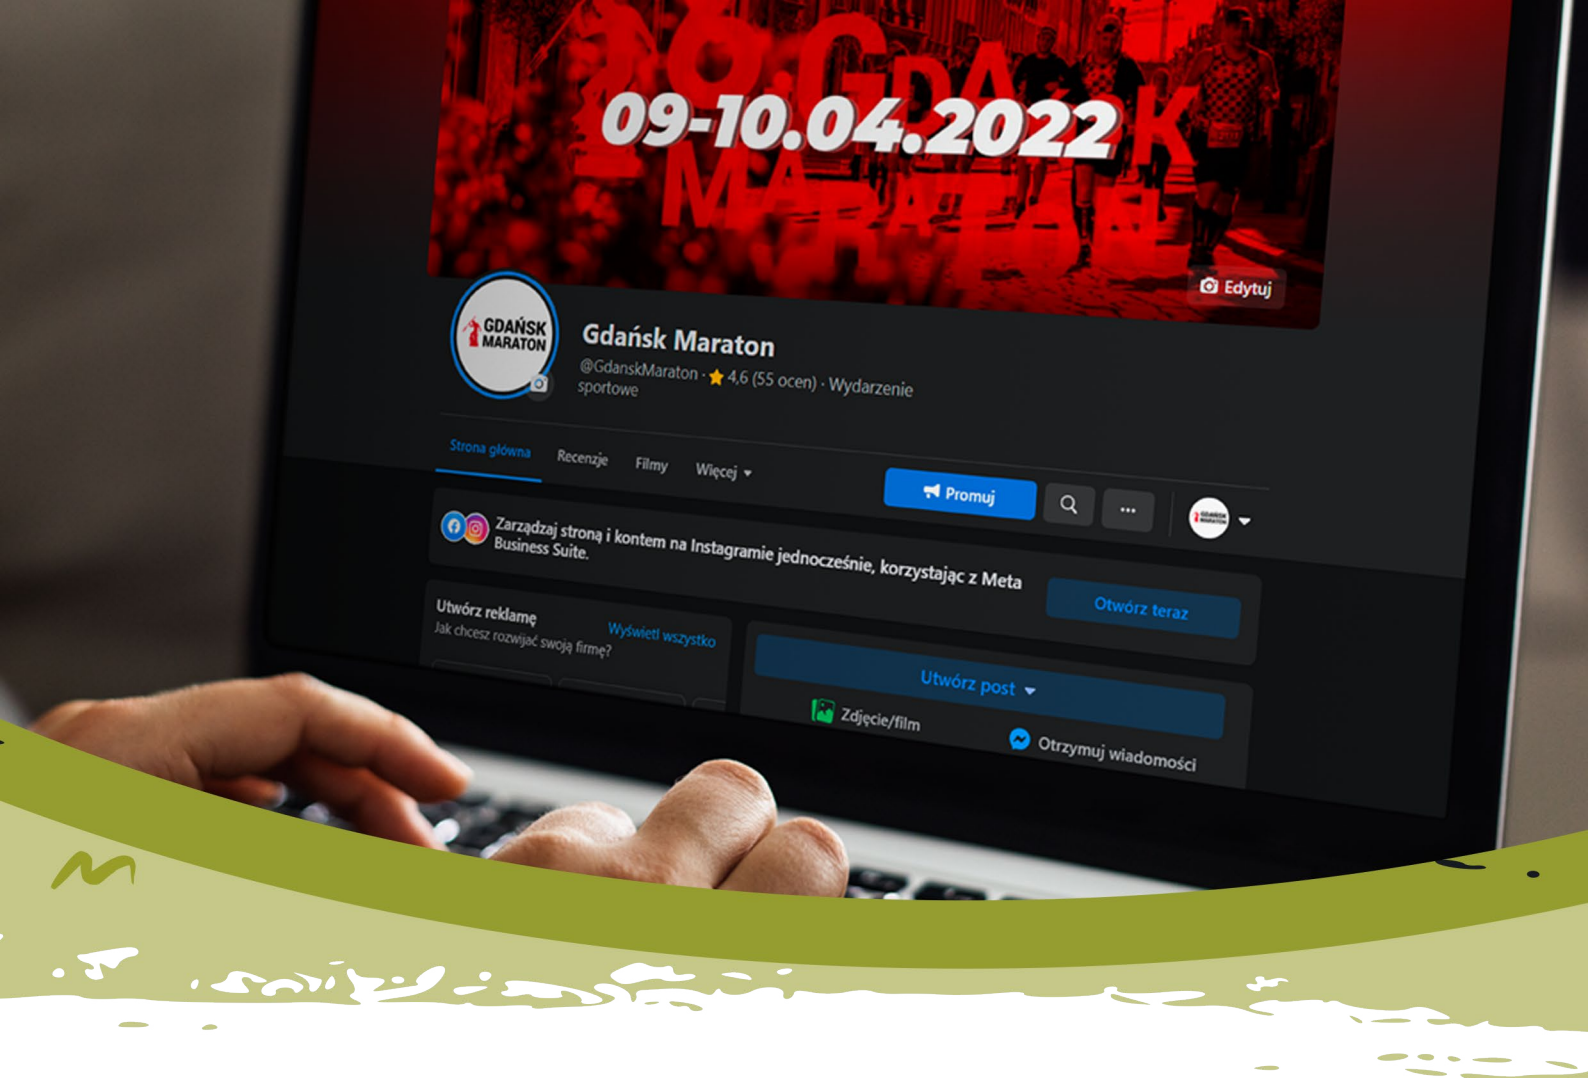 09-10.04.2022
MARATON
Edytuj
GDAŃSK
MARATON
Gdańsk Maraton
@GdanskMaraton · 4,6 (55 ocen) · Wydarzenie
sportowe
Strona główna Recenzje Filmy Więcej
Promuj
Zarządzaj stroną i kontem na Instagramie jednocześnie, korzystając z Meta
Business Suite.
Otwórz teraz
Utwórz reklamę
Wyświetl wszystko
Jak chcesz rozwijać swoją firmę?
Utwórz post
Zdjęcie/film
Otrzymuj wiadomości